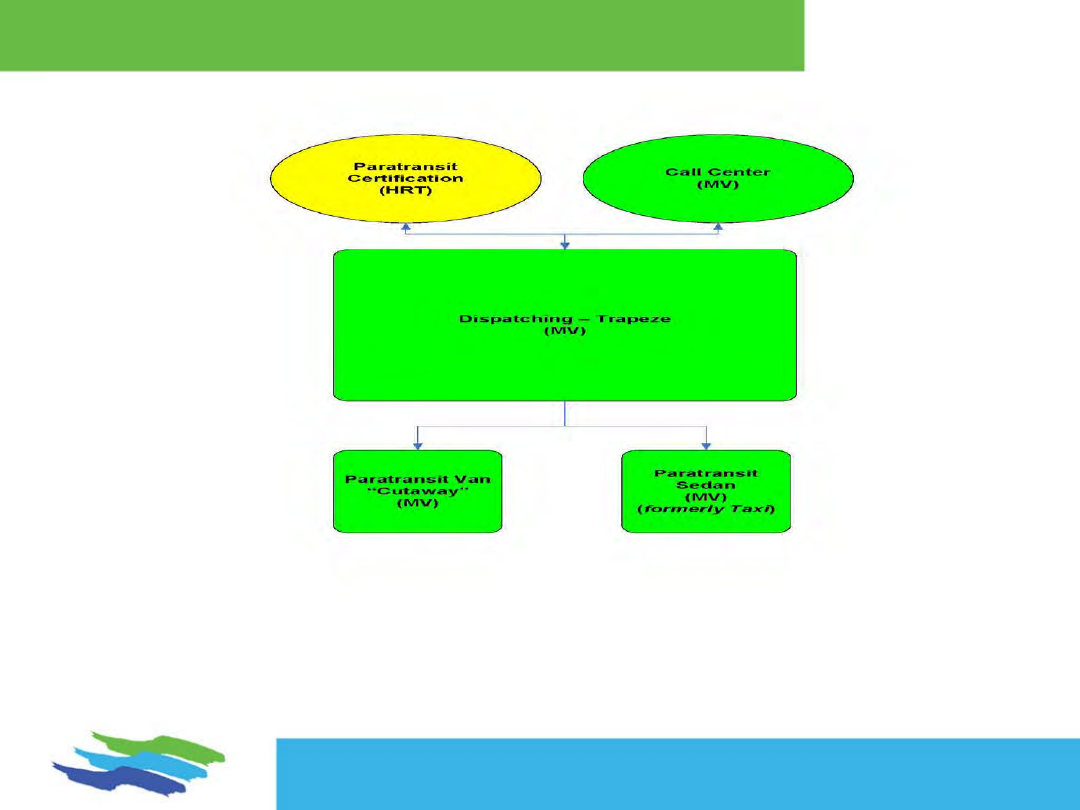 Paratransit
Certification
(HRT)
Call Center
(MV)
Dispatching – Trapeze
(MV)
Paratransit Van
“Cutaway”
(MV)
Paratransit
Sedan
(MV)
(formerly Taxi)